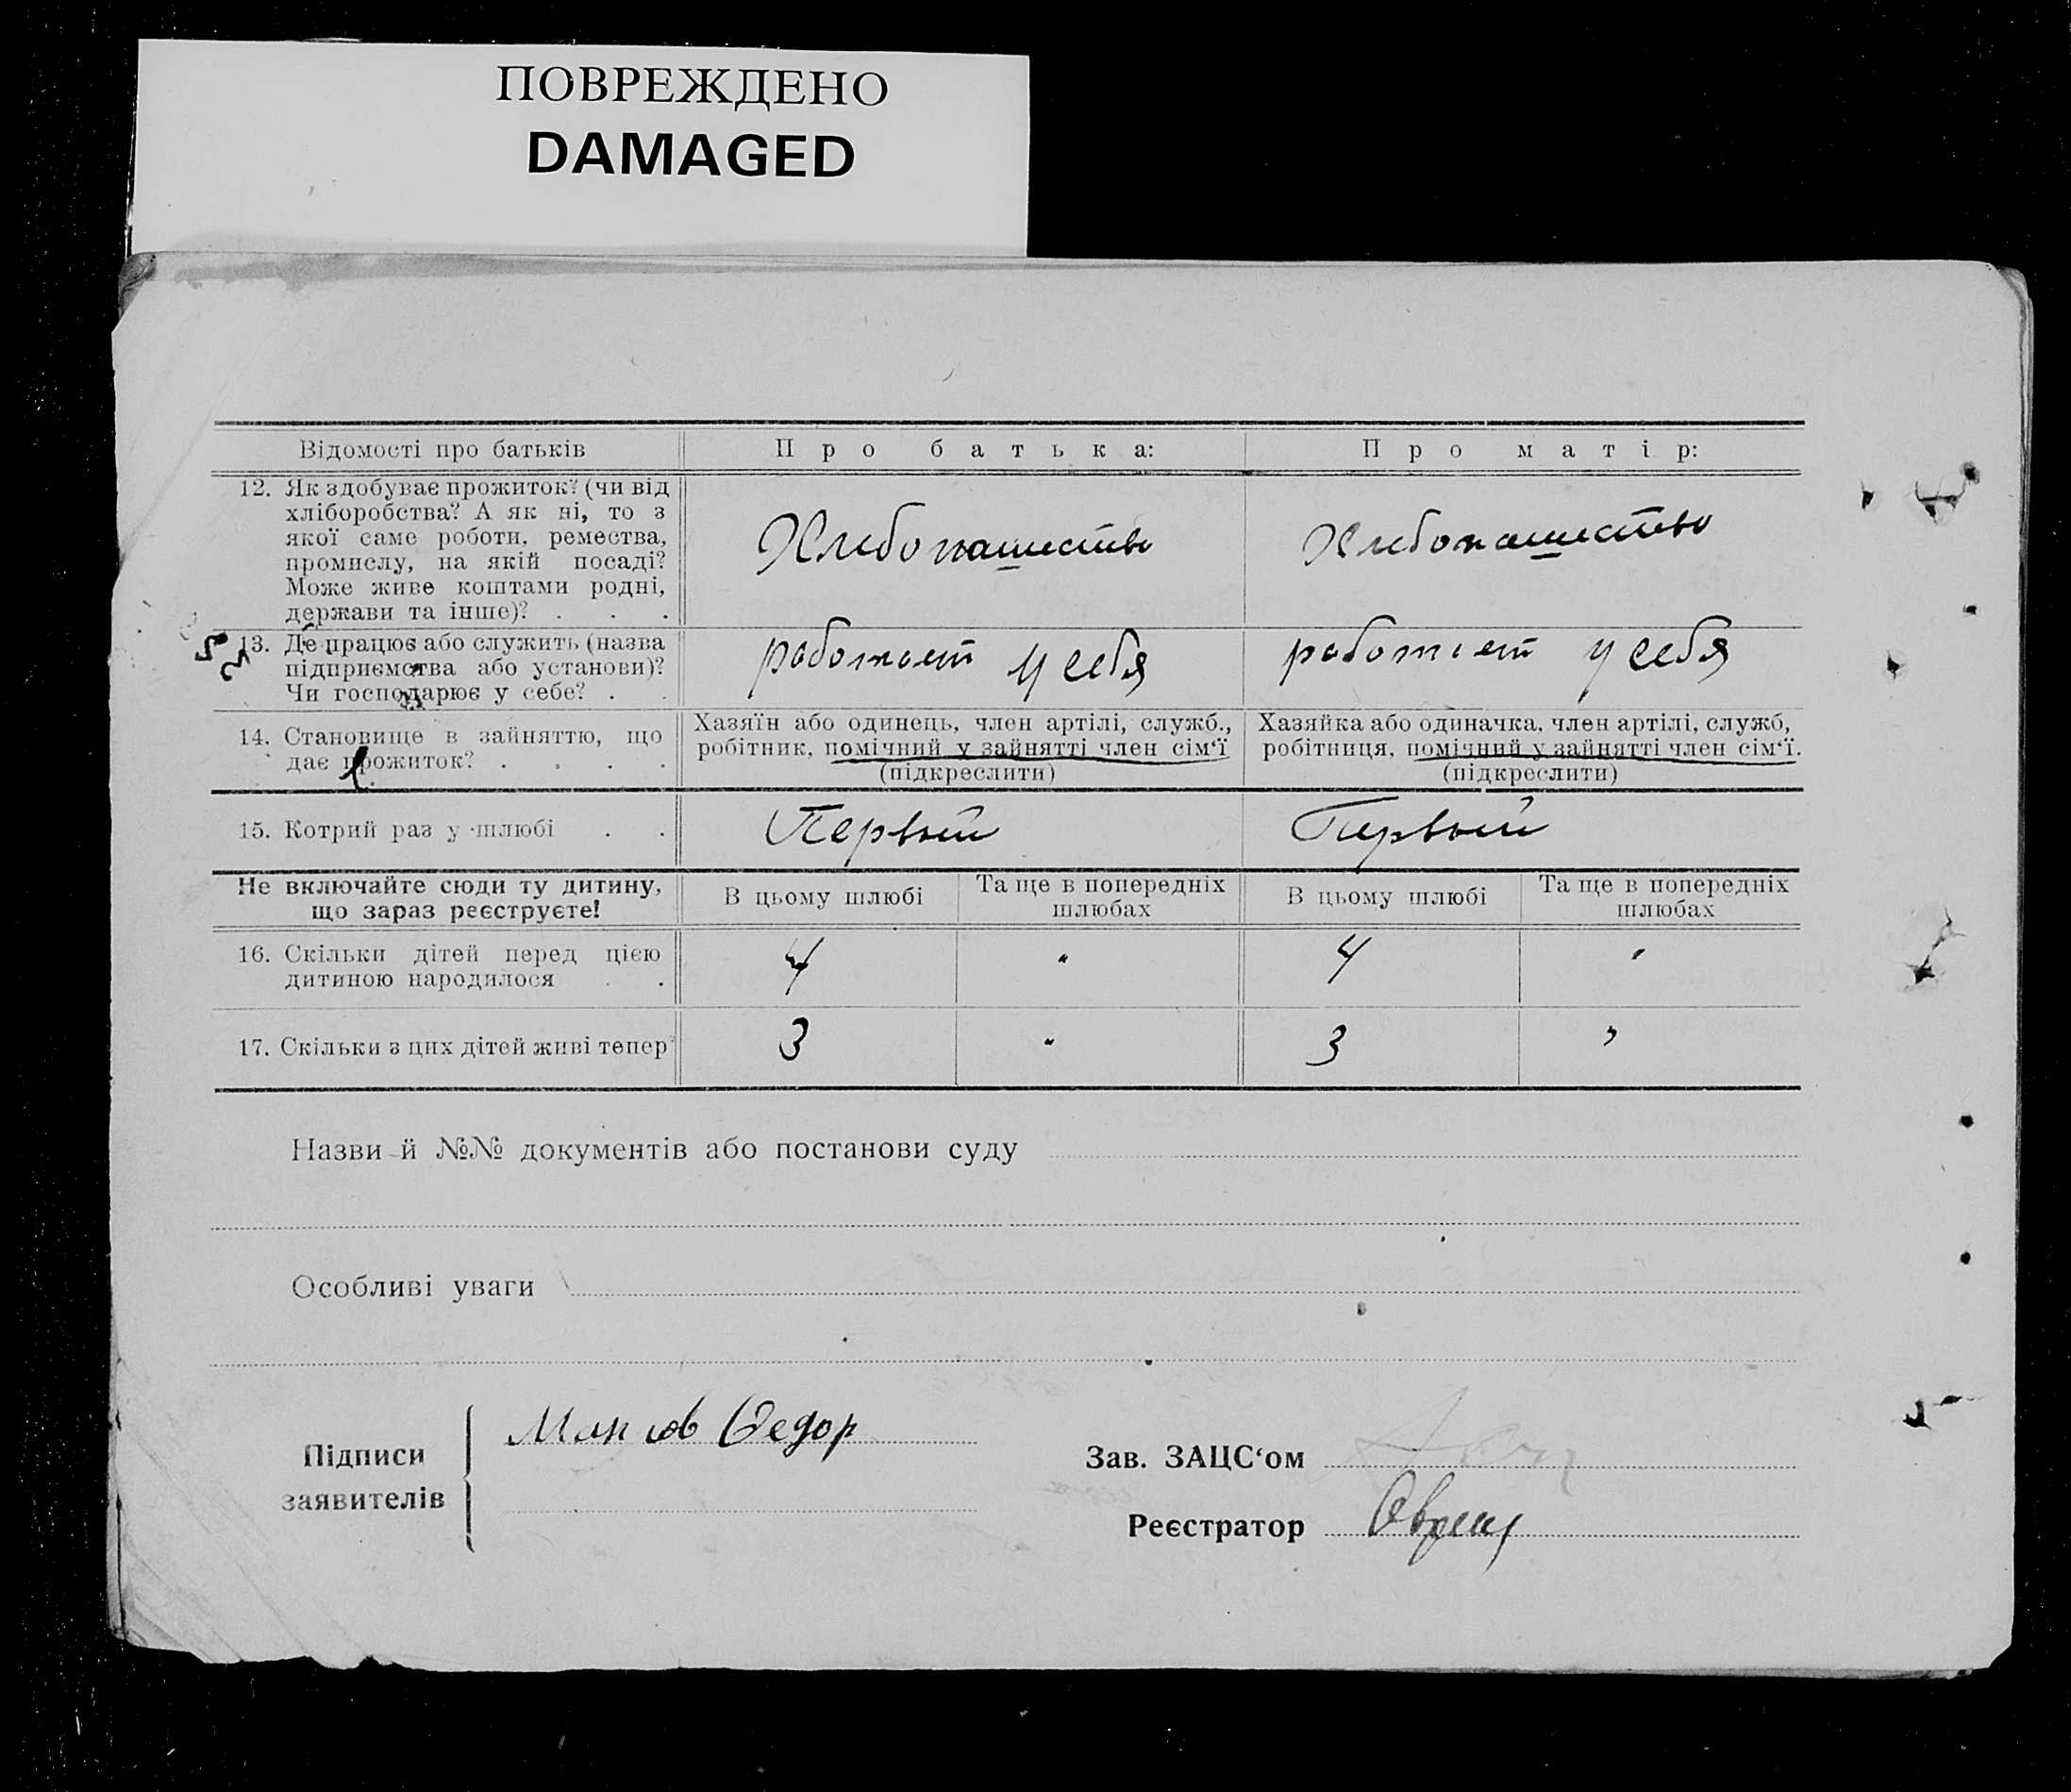 ПОВРЕЖДЕНО
DAMAGED
Відомості про батьків
Про батька:
Про матір:
12. Як здобуває прожиток? (чи від
хліборобства? А як ні, то з
якої саме роботи, ремества,
промислу, на якій посаді?
Може живе коштами родні,
держави та інше)? . . .
Хлебопашество
Хлебопашество
13. Де працює або служить (назва
підприємства або установи)?
Чи господарює у себе? . .
работает у себя
работает у себя
14. Становище в зайняттю, що
дає прожиток? . . . .
Хазяїн або одинець, член артілі, служб.,
робітник, помічний у зайнятті член сім'ї
(підкреслити)
Хазяйка або одиначка, член артілі, служб,
робітниця, помічний у зайнятті член сім'ї.
(підкреслити)
15. Котрий раз у шлюбі . .
Первый
Первый
Не включайте сюди ту дитину,
що зараз реєструєте!
В цьому шлюбі
Та ще в попередніх
шлюбах
В цьому шлюбі
Та ще в попередніх
шлюбах
16. Скільки дітей перед цією
дитиною народилося . .
4
"
4
"
17. Скільки з цих дітей живі тепер?
3
"
3
"
Назви й №№ документів або постанови суду
Особливі уваги
Підписи
заявителів
Федор
Зав. ЗАЦС'ом
Реєстратор